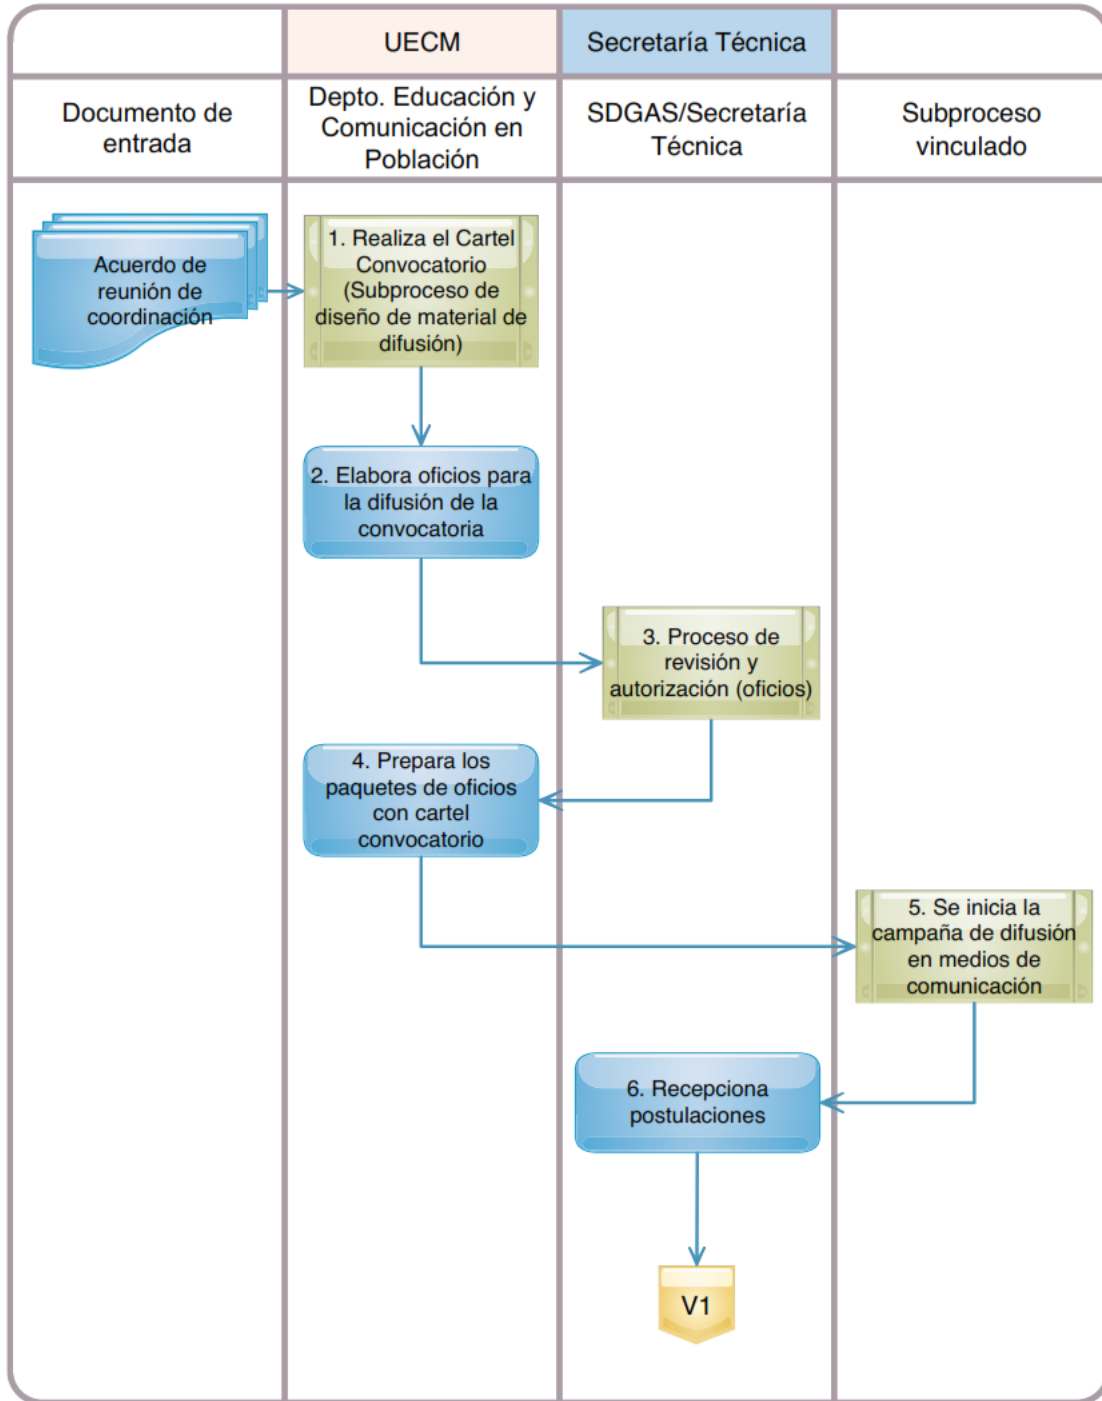 UECM
Secretaría Técnica
Documento de
entrada
Depto. Educación y
Comunicación en
Población
SDGAS/Secretaría
Técnica
Subproceso
vinculado
Acuerdo de
reunión de
coordinación
1. Realiza el Cartel
Convocatorio
(Subproceso de
diseño de material de
difusión)
2. Elabora oficios para
la difusión de la
convocatoria
3. Proceso de
revisión y
autorización (oficios)
4. Prepara los
paquetes de oficios
con cartel
convocatorio
5. Se inicia la
campaña de difusión
en medios de
comunicación
6. Recepciona
postulaciones
V1